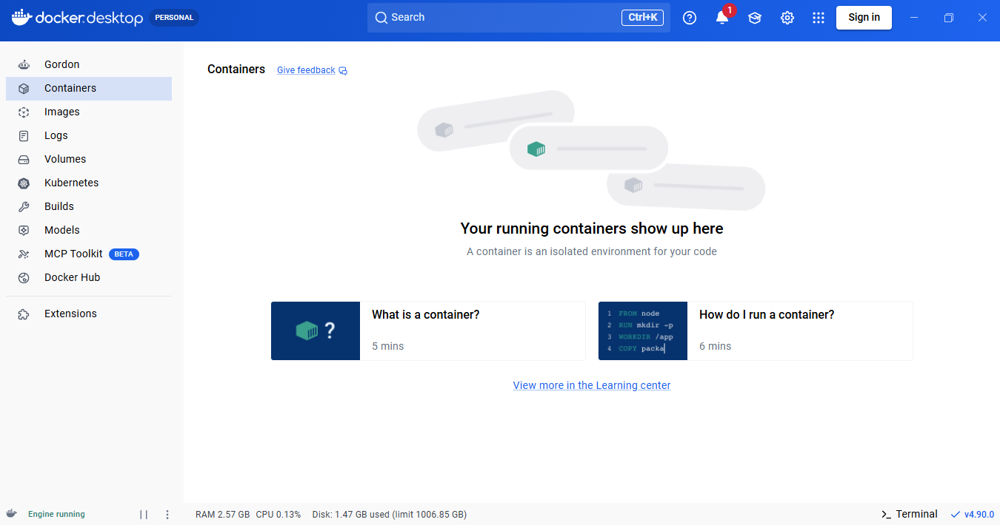 docker.desktop PERSONAL
Search Ctrl+K
1
Sign in
Gordon
Containers
Images
Logs
Volumes
Kubernetes
Builds
Models
MCP Toolkit BETA
Docker Hub
Extensions
Containers Give feedback
Your running containers show up here
A container is an isolated environment for your code
?
What is a container?
5 mins
1 FROM node
2 RUN mkdir -p
3 WORKDIR /app
4 COPY packa
How do I run a container?
6 mins
View more in the Learning center
Engine running
RAM 2.57 GB CPU 0.13% Disk: 1.47 GB used (limit 1006.85 GB)
Terminal
v4.90.0